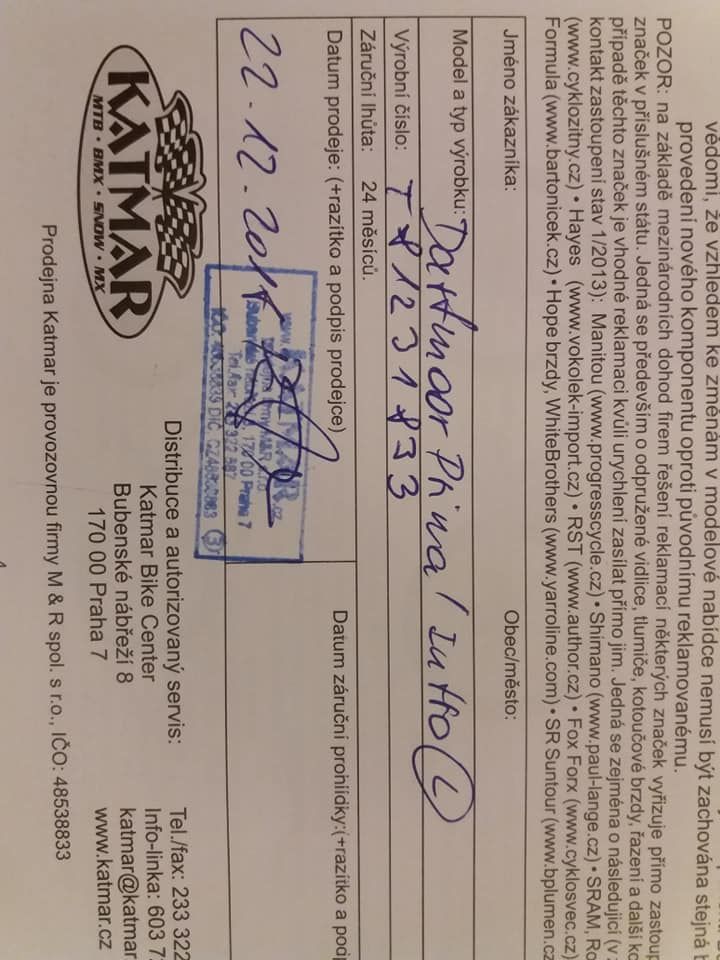 vědomí, že vzhledem ke změnám v modelové nabídce nemusí být zachována stejná
provedení nového komponentu oproti původnímu reklamovanému.
POZOR: na základě mezinárodních dohod firem řešení reklamací některých značek vyřizuje přímo zastoup
značek v příslušném státu. Jedná se především o odpružené vidlice, tlumiče, kotoučové brzdy, řazení a další
případě těchto značek je vhodné reklamaci kvůli urychlení zasílat přímo jim. Jedná se zejména o následující (v
kontakt zastoupení stav 1/2013): Manitou (www.progresscycle.cz) • Shimano (www.paul-lange.cz) • SRAM, Ro
(www.cyklozitny.cz) • Hayes (www.vokolek-import.cz) • RST (www.author.cz) • Fox Forx (www.cyklosvec.cz)
Formula (www.bartonicek.cz) • Hope brzdy, WhiteBrothers (www.yarroline.com) • SR Suntour (www.bplumen.cz
Jméno zákazníka: Obec/město:
Model a typ výrobku: Dartmoor Primal Intro (L)
Výrobní číslo: T81231833
Záruční lhůta: 24 měsíců.
Datum prodeje: (+razítko a podpis prodejce) Datum záruční prohlídky:(+razítko a podp
22.12.
170 00 Praha 7
KATMAR
MTB • BMX • SNOW • MX
Distribuce a autorizovaný servis:
Katmar Bike Center
Bubenské nábřeží 8
170 00 Praha 7
Tel./fax: 233 322
Info-linka: 603 7
katmar@katmar
www.katmar.cz
Prodejna Katmar je provozovnou firmy M & R spol. s r.o., IČO: 48538833